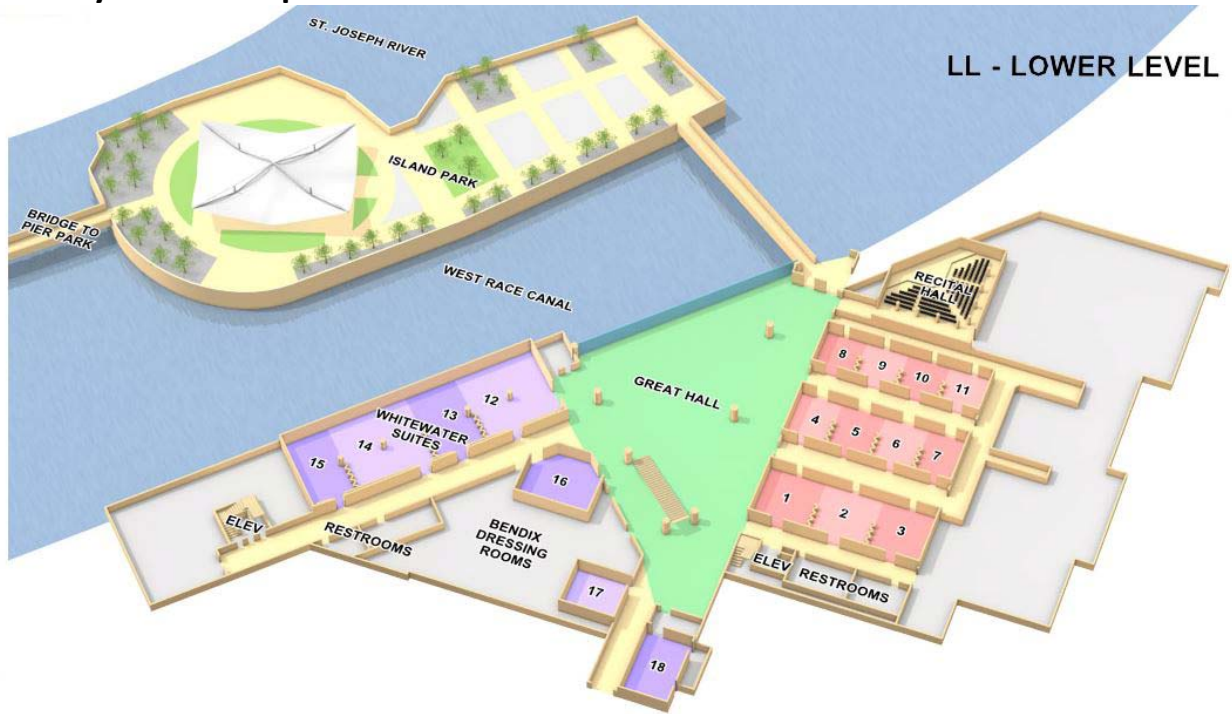 ST. JOSEPH RIVER
LL - LOWER LEVEL
ISLAND PARK
BRIDGE TO
PIER PARK
WEST RACE CANAL
RECITAL
HALL
8
9
10
11
GREAT HALL
12
13
WHITEWATER
SUITES
14
15
4
5
6
7
16
1
2
3
ELEV
RESTROOMS
BENDIX
DRESSING
ROOMS
ELEV
RESTROOMS
17
18